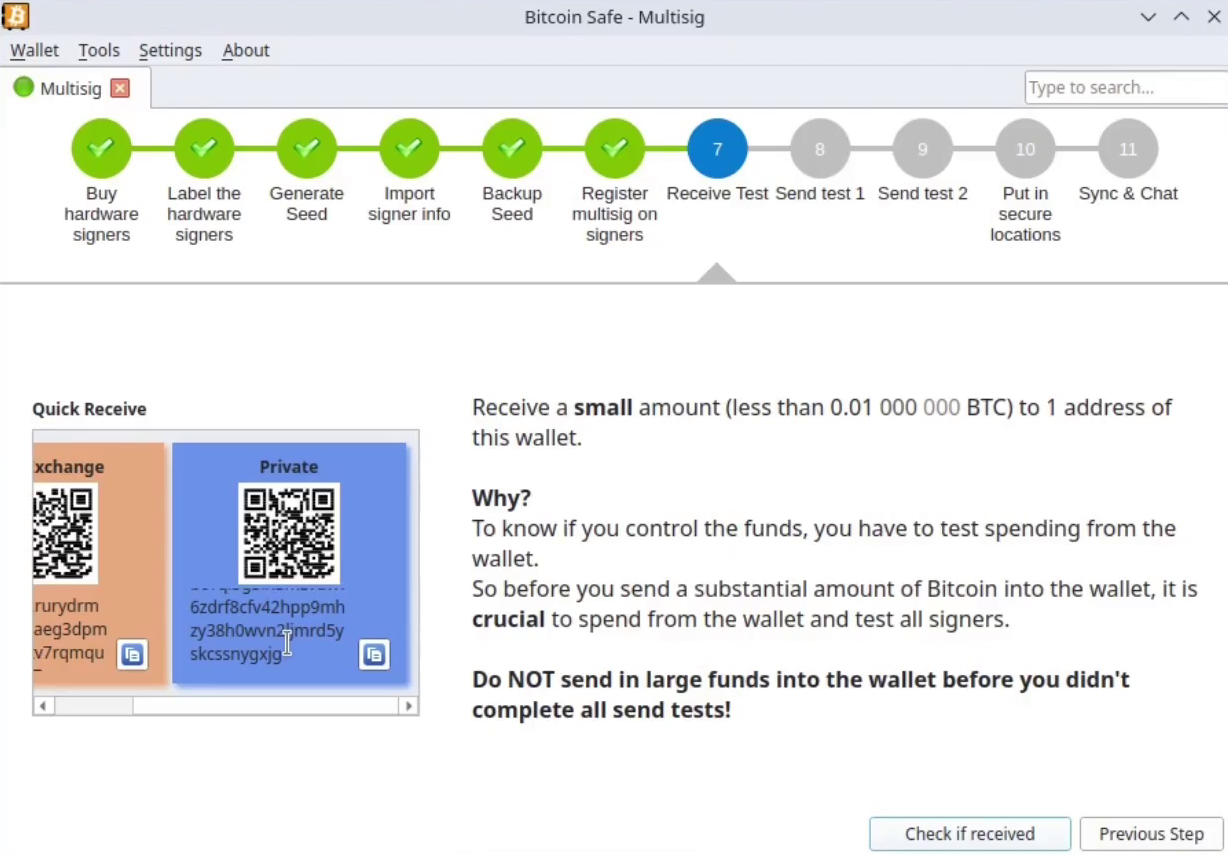 Bitcoin Safe - Multisig
Wallet Tools Settings About
Multisig
Type to search...
7
8
9
10
11
Buy
hardware
signers
Label the
hardware
signers
Generate
Seed
Import
signer info
Backup
Seed
Register
multisig on
signers
Receive Test
Send test 1
Send test 2
Put in
secure
locations
Sync & Chat
Quick Receive
xchange
rurydrm
aeg3dpm
v7rqmqu
Private
6zdrf8cfv42hpp9mh
skcssnygxjg
Receive a small amount (less than 0.01 000 000 BTC) to 1 address of
this wallet.
Why?
To know if you control the funds, you have to test spending from the
wallet.
So before you send a substantial amount of Bitcoin into the wallet, it is
crucial to spend from the wallet and test all signers.
Do NOT send in large funds into the wallet before you didn't
complete all send tests!
Check if received
Previous Step